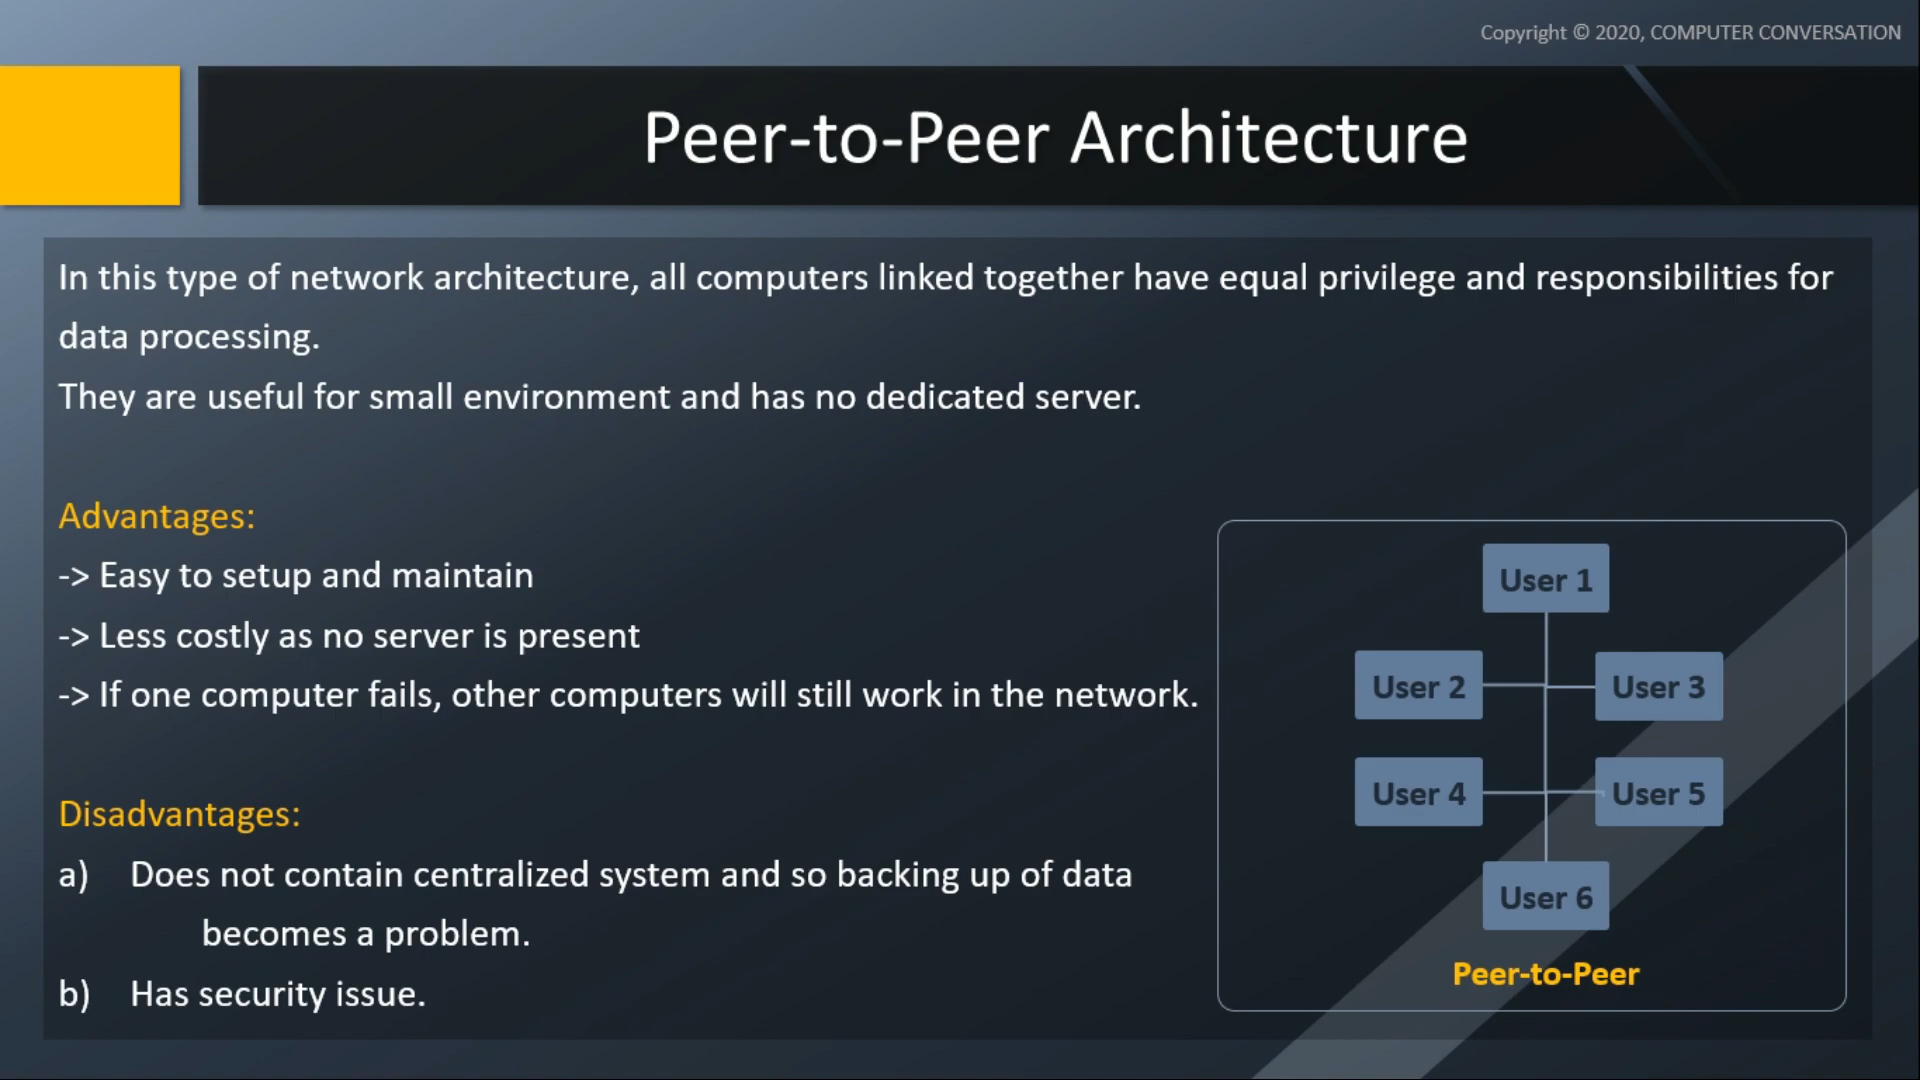 Copyright © 2020, COMPUTER CONVERSATION
Peer-to-Peer Architecture
In this type of network architecture, all computers linked together have equal privilege and responsibilities for
data processing.
They are useful for small environment and has no dedicated server.
Advantages:
-> Easy to setup and maintain
-> Less costly as no server is present
-> If one computer fails, other computers will still work in the network.
Disadvantages:
a) Does not contain centralized system and so backing up of data
becomes a problem.
b) Has security issue.
User 1
User 2 User 3
User 4 User 5
User 6
Peer-to-Peer